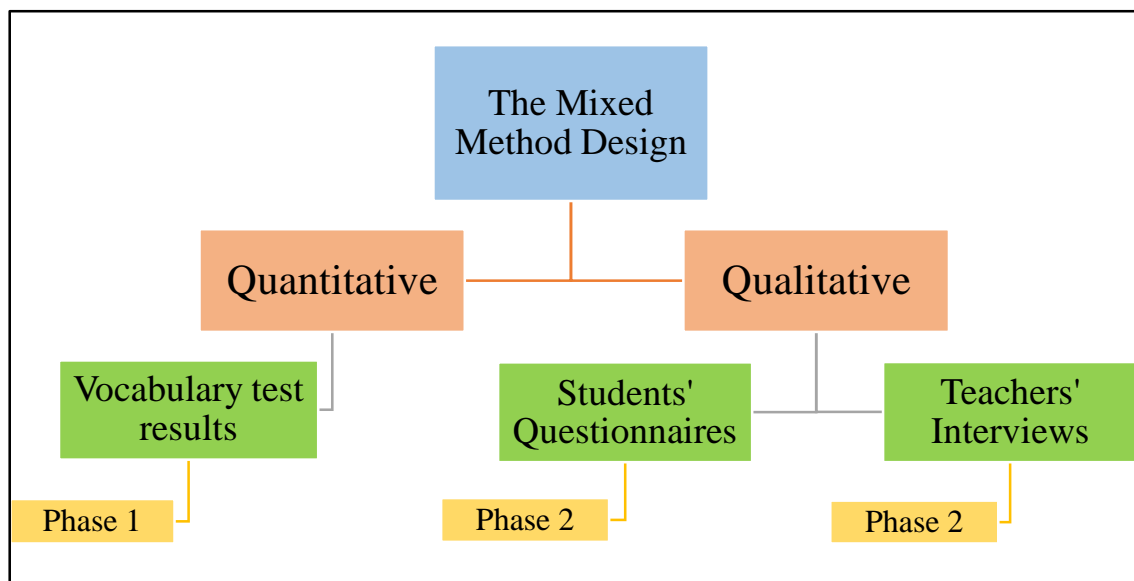 The Mixed
Method Design
Quantitative
Qualitative
Vocabulary test
results
Students'
Questionnaires
Teachers'
Interviews
Phase 1
Phase 2
Phase 2